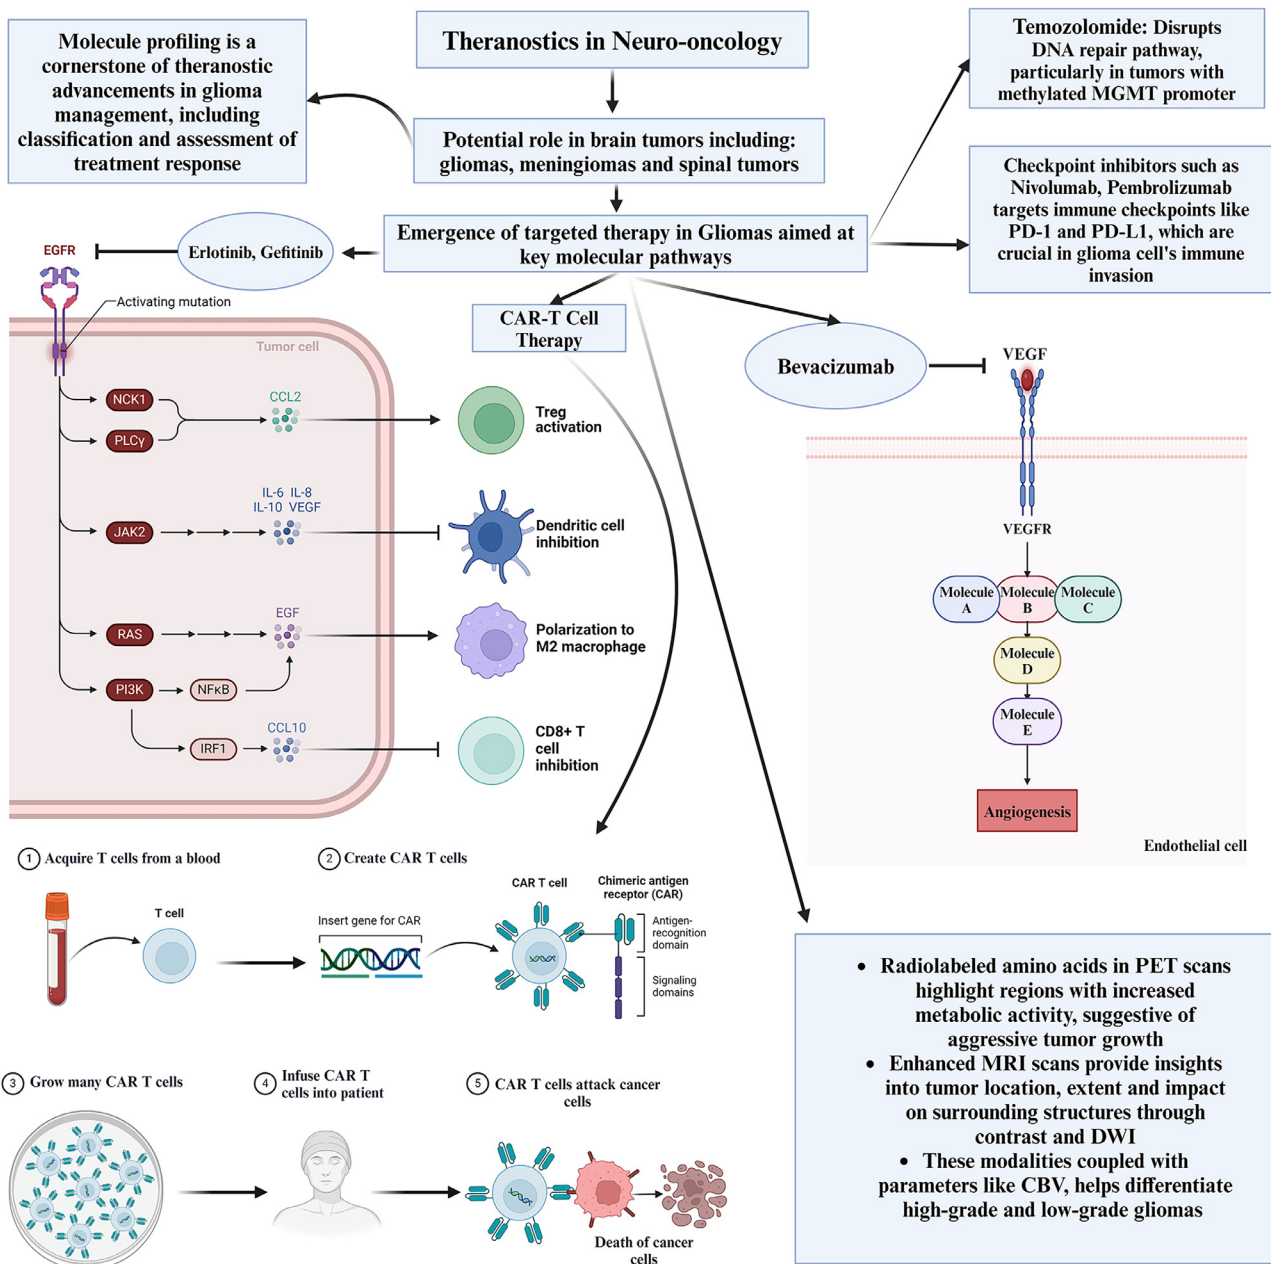 Theranostics in Neuro-oncology
Molecule profiling is a
cornerstone of theranostic
advancements in glioma
management, including
classification and assessment of
treatment response
Potential role in brain tumors including:
gliomas, meningiomas and spinal tumors
Temozolomide: Disrupts
DNA repair pathway,
particularly in tumors with
methylated MGMT promoter
Checkpoint inhibitors such as
Nivolumab, Pembrolizumab
targets immune checkpoints like
PD-1 and PD-L1, which are
crucial in glioma cell's immune
invasion
Emergence of targeted therapy in Gliomas aimed at
key molecular pathways
Erlotinib, Gefitinib
EGFR
Activating mutation
Tumor cell
NCK1
PLCγ
CCL2
Treg
activation
JAK2
IL-6 IL-8
IL-10 VEGF
Dendritic cell
inhibition
RAS
EGF
Polarization to
M2 macrophage
PI3K
NFκB
IRF1
CCL10
CD8+ T
cell
inhibition
CAR-T Cell
Therapy
Bevacizumab
VEGF
VEGFR
Molecule
A
Molecule
B
Molecule
C
Molecule
D
Molecule
E
Angiogenesis
Endothelial cell
1 Acquire T cells from a blood
T cell
2 Create CAR T cells
Insert gene for CAR
CAR T cell
Chimeric antigen
receptor (CAR)
Antigen-
recognition
domain
Signaling
domains
3 Grow many CAR T cells
4 Infuse CAR T
cells into patient
5 CAR T cells attack cancer
cells
Death of cancer
cells
• Radiolabeled amino acids in PET scans
highlight regions with increased
metabolic activity, suggestive of
aggressive tumor growth
• Enhanced MRI scans provide insights
into tumor location, extent and impact
on surrounding structures through
contrast and DWI
• These modalities coupled with
parameters like CBV, helps differentiate
high-grade and low-grade gliomas